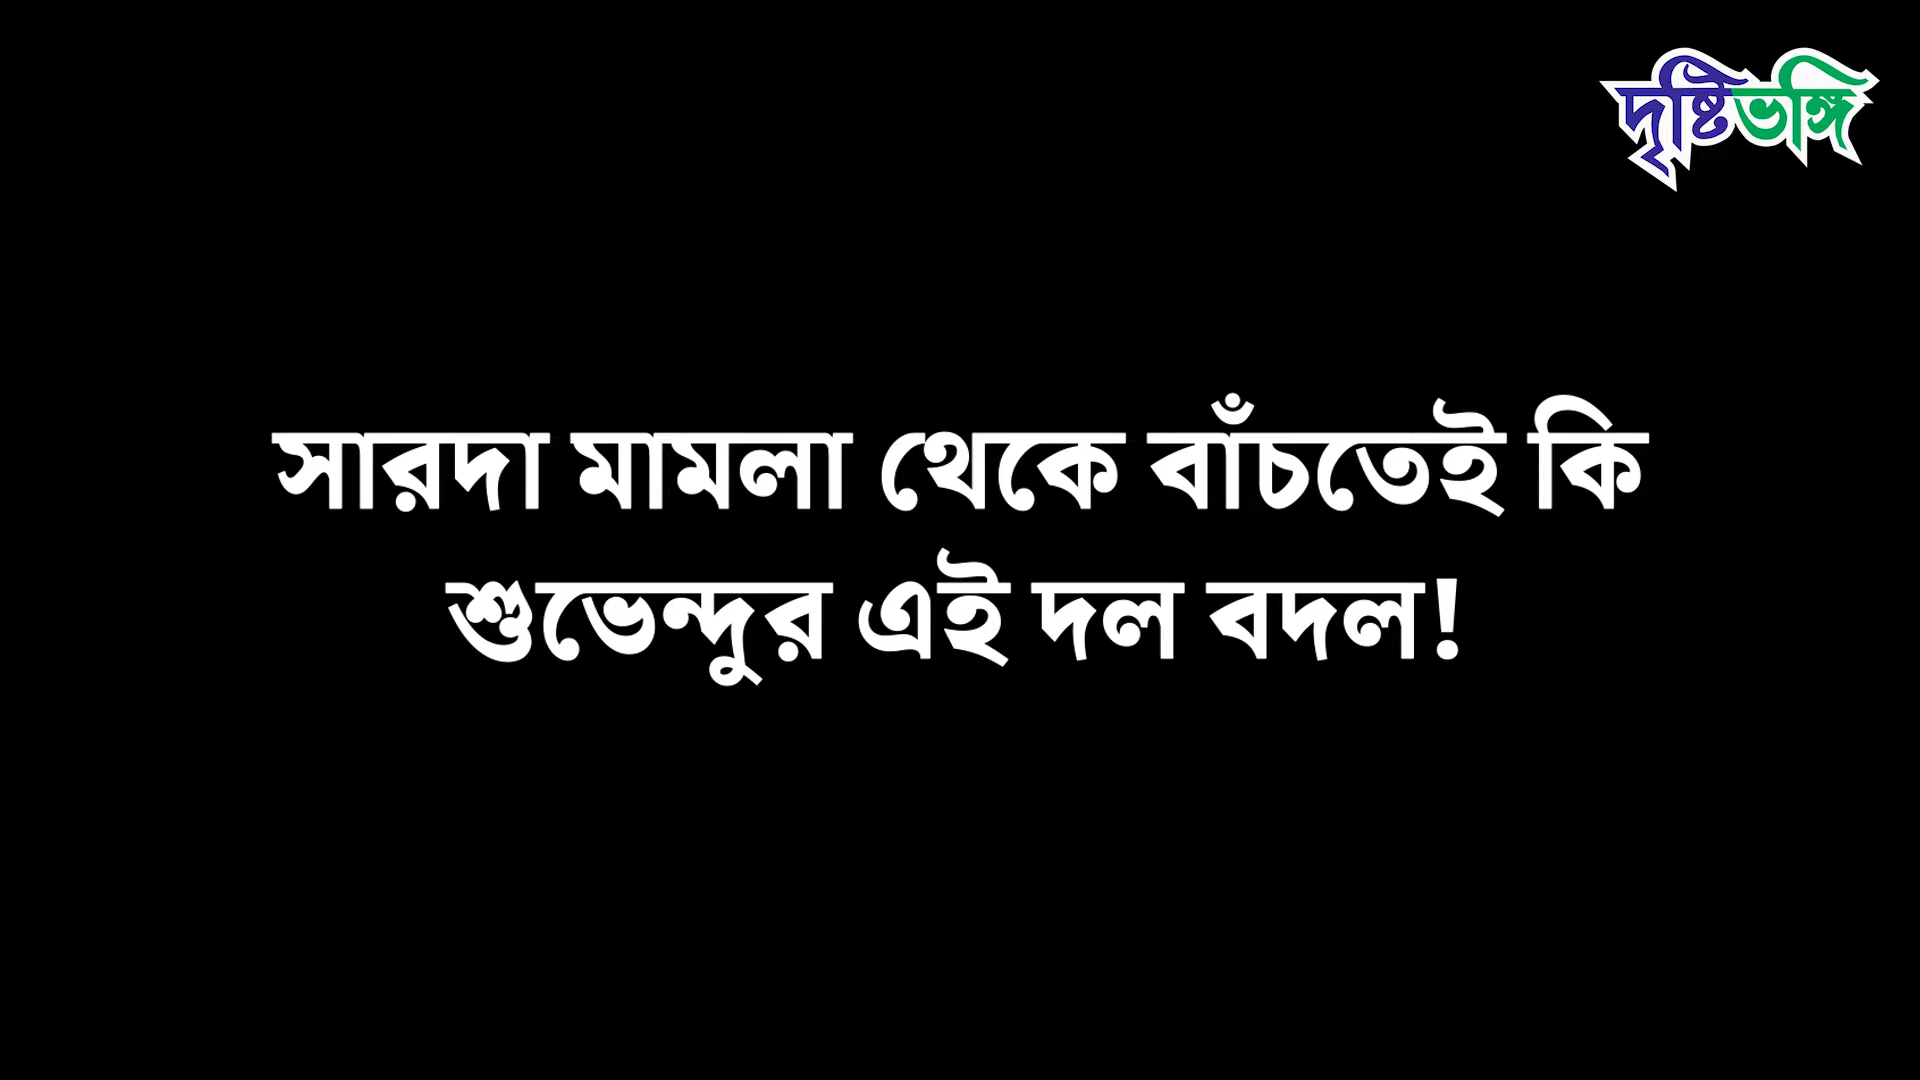 দৃষ্টিভঙ্গি
সারদা মামলা থেকে বাঁচতেই কি
শুভেন্দুর এই দল বদল!